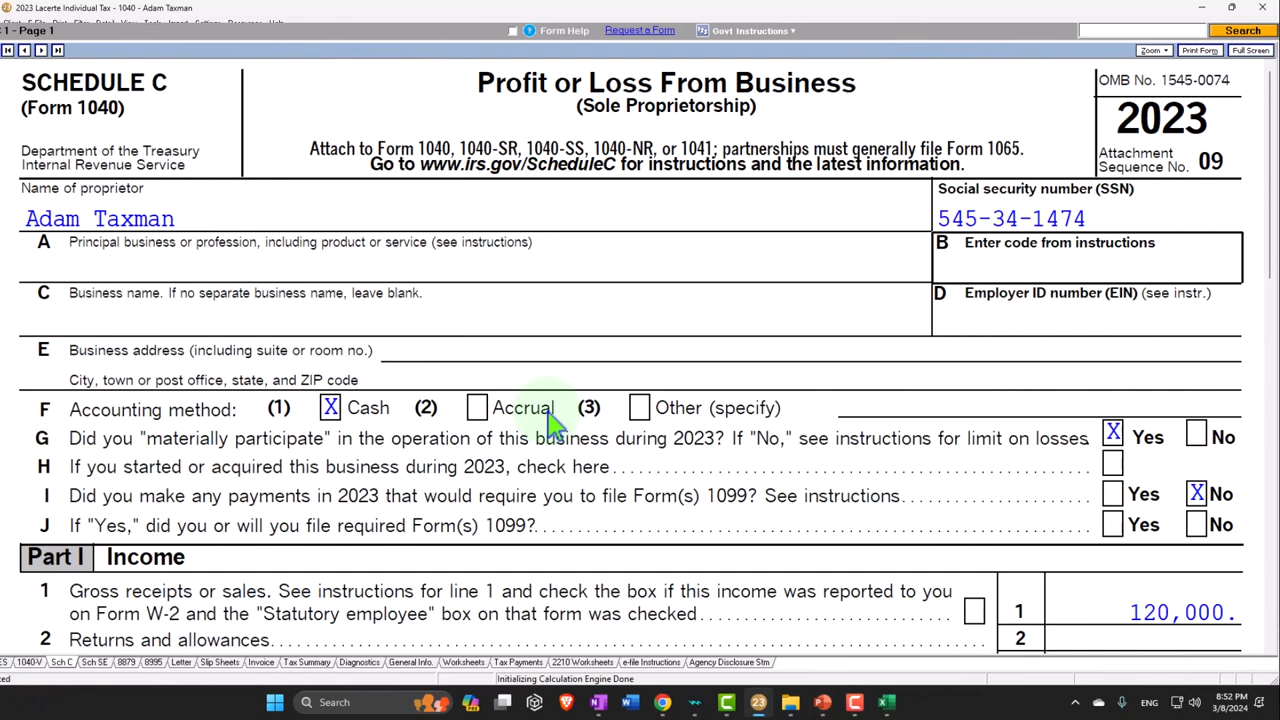 2023 Lacerte Individual Tax - 1040 - Adam Taxman
1 - Page 1
Form Help
Request a Form
Govt Instructions
Search
Zoom
Print Form
Full Screen
SCHEDULE C
(Form 1040)
Department of the Treasury
Internal Revenue Service
Profit or Loss From Business
(Sole Proprietorship)
Attach to Form 1040, 1040-SR, 1040-SS, 1040-NR, or 1041; partnerships must generally file Form 1065.
Go to www.irs.gov/ScheduleC for instructions and the latest information.
OMB No. 1545-0074
2023
Attachment
Sequence No. 09
Name of proprietor
Adam Taxman
Social security number (SSN)
545-34-1474
A Principal business or profession, including product or service (see instructions)
B Enter code from instructions
C Business name. If no separate business name, leave blank.
D Employer ID number (EIN) (see instr.)
E Business address (including suite or room no.)
City, town or post office, state, and ZIP code
F Accounting method: (1) X Cash (2) Accrual (3) Other (specify)
G Did you "materially participate" in the operation of this business during 2023? If "No," see instructions for limit on losses. X Yes No
H If you started or acquired this business during 2023, check here
I Did you make any payments in 2023 that would require you to file Form(s) 1099? See instructions Yes X No
J If "Yes," did you or will you file required Form(s) 1099? Yes No
Part I Income
1 Gross receipts or sales. See instructions for line 1 and check the box if this income was reported to you
on Form W-2 and the "Statutory employee" box on that form was checked 1 120,000.
2 Returns and allowances 2
ES 1040-V Sch C Sch SE 8879 8995 Letter Slip Sheets Invoice Tax Summary Diagnostics General Info. Worksheets Tax Payments 2210 Worksheets e-file Instructions Agency Disclosure Stm
Initializing Calculation Engine Done
Search
23
ENG
8:52 PM
3/8/2024